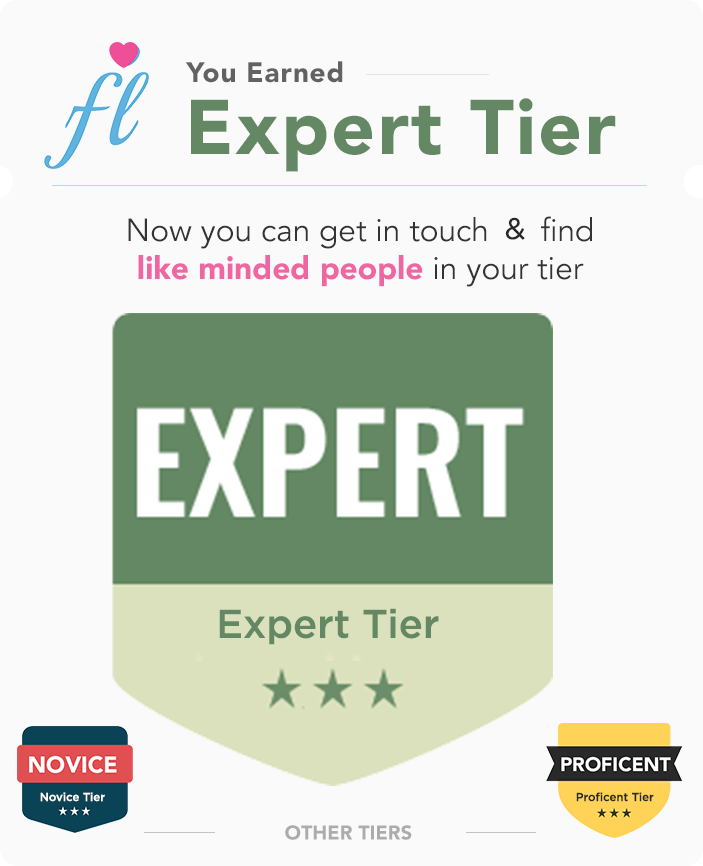 fl
You Earned
Expert Tier
Now you can get in touch & find
like minded people in your tier
EXPERT
Expert Tier
NOVICE
Novice Tier
PROFICENT
Proficent Tier
OTHER TIERS